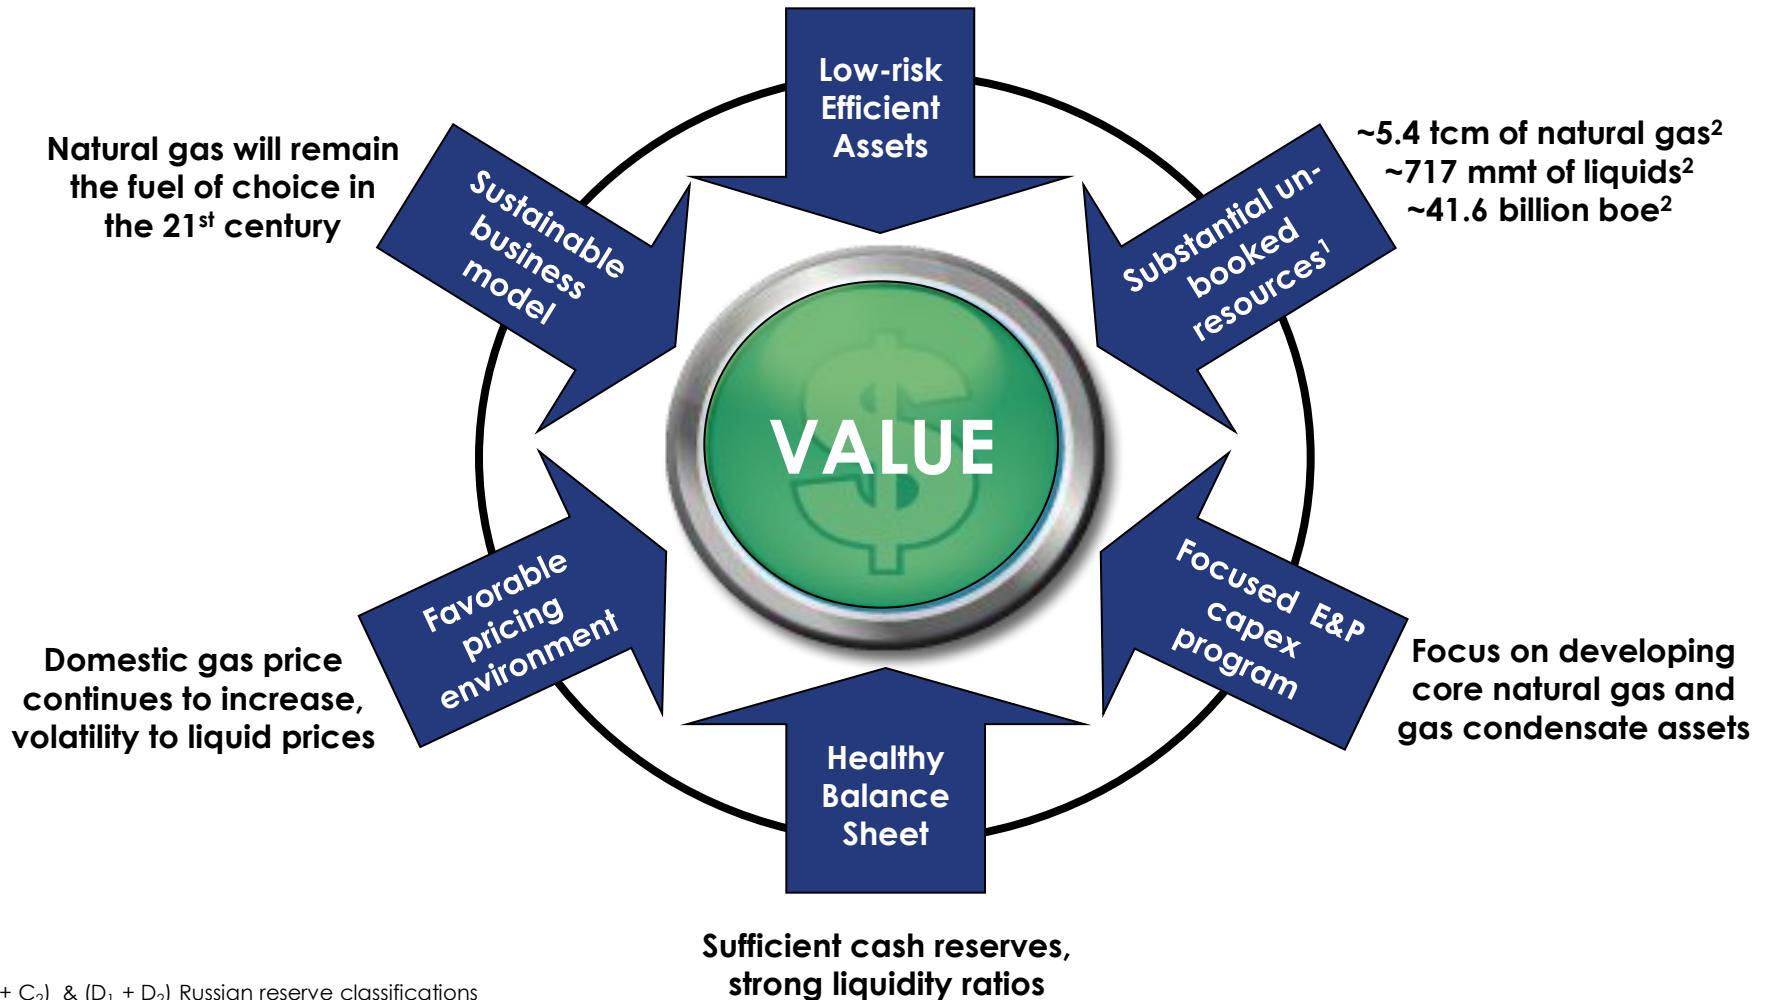 Low-risk
Efficient
Assets
Natural gas will remain
the fuel of choice in
the 21st century
Sustainable
business
model
Substantial un-
booked
resources¹
~5.4 tcm of natural gas²
~717 mmt of liquids²
~41.6 billion boe²
$
VALUE
Favorable
pricing
environment
Domestic gas price
continues to increase,
volatility to liquid prices
Focused E&P
capex
program
Focus on developing
core natural gas and
gas condensate assets
Healthy
Balance
Sheet
Sufficient cash reserves,
strong liquidity ratios
+ C₂) & (D₁ + D₂) Russian reserve classifications